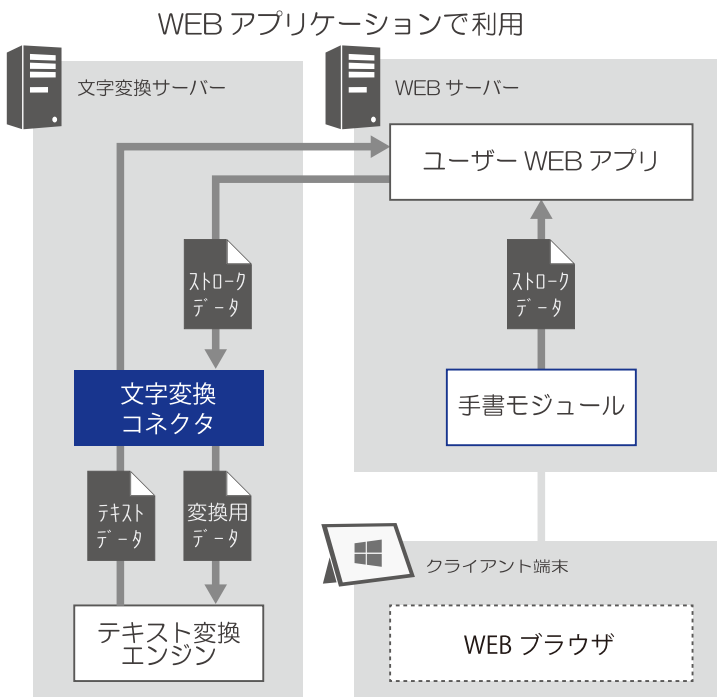 WEB アプリケーションで利用
文字変換サーバー
WEB サーバー
ユーザー WEB アプリ
ストローク
データ
ストローク
データ
文字変換
コネクタ
手書モジュール
テキスト
データ
変換用
データ
クライアント端末
テキスト変換
エンジン
WEB ブラウザ